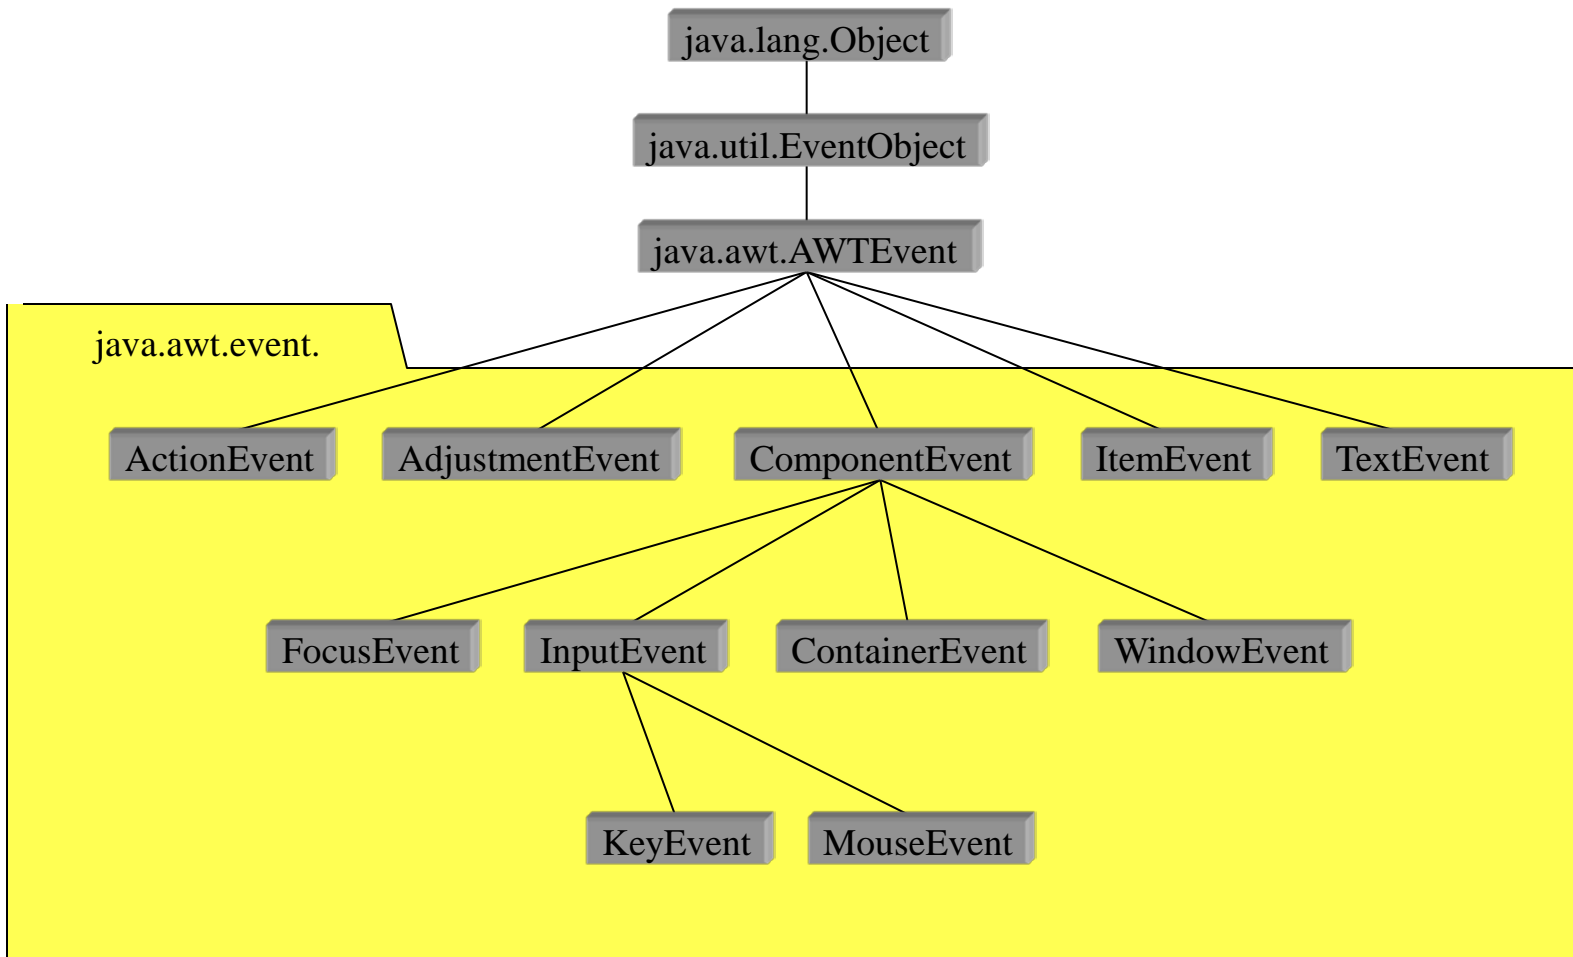 java.lang.Object
java.util.EventObject
java.awt.AWTEvent
java.awt.event.
ActionEvent
AdjustmentEvent
ComponentEvent
ItemEvent
TextEvent
FocusEvent
InputEvent
ContainerEvent
WindowEvent
KeyEvent
MouseEvent